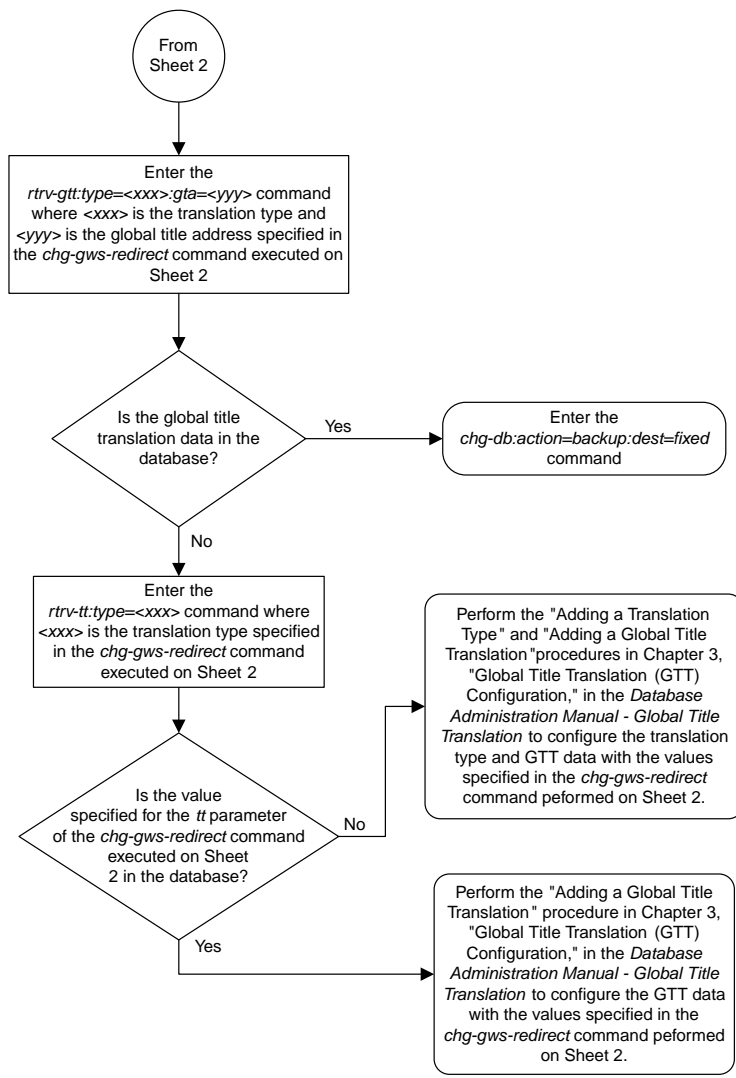 From
Sheet 2
Enter the
rtrv-gtt:type=<xxx>:gta=<yyy> command
where <xxx> is the translation type and
<yyy> is the global title address specified in
the chg-gws-redirect command executed on
Sheet 2
Is the global title
translation data in the
database?
Yes
Enter the
chg-db:action=backup:dest=fixed
command
No
Enter the
rtrv-tt:type=<xxx> command where
<xxx> is the translation type specified
in the chg-gws-redirect command
executed on Sheet 2
Perform the "Adding a Translation
Type" and "Adding a Global Title
Translation"procedures in Chapter 3,
"Global Title Translation (GTT)
Configuration," in the Database
Administration Manual - Global Title
Translation to configure the translation
type and GTT data with the values
specified in the chg-gws-redirect
command peformed on Sheet 2.
Is the value
specified for the tt parameter
of the chg-gws-redirect command
executed on Sheet
2 in the database?
No
Yes
Perform the "Adding a Global Title
Translation" procedure in Chapter 3,
"Global Title Translation (GTT)
Configuration," in the Database
Administration Manual - Global Title
Translation to configure the GTT data
with the values specified in the
chg-gws-redirect command peformed
on Sheet 2.